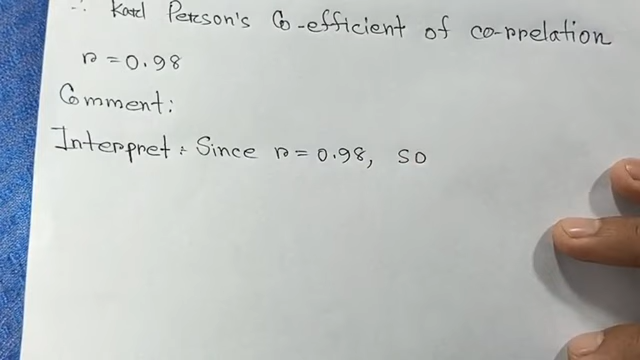 ∴ Karl Pearson's Co-efficient of co-rrelation
r = 0.98
Comment:
Interpret: Since r = 0.98, so